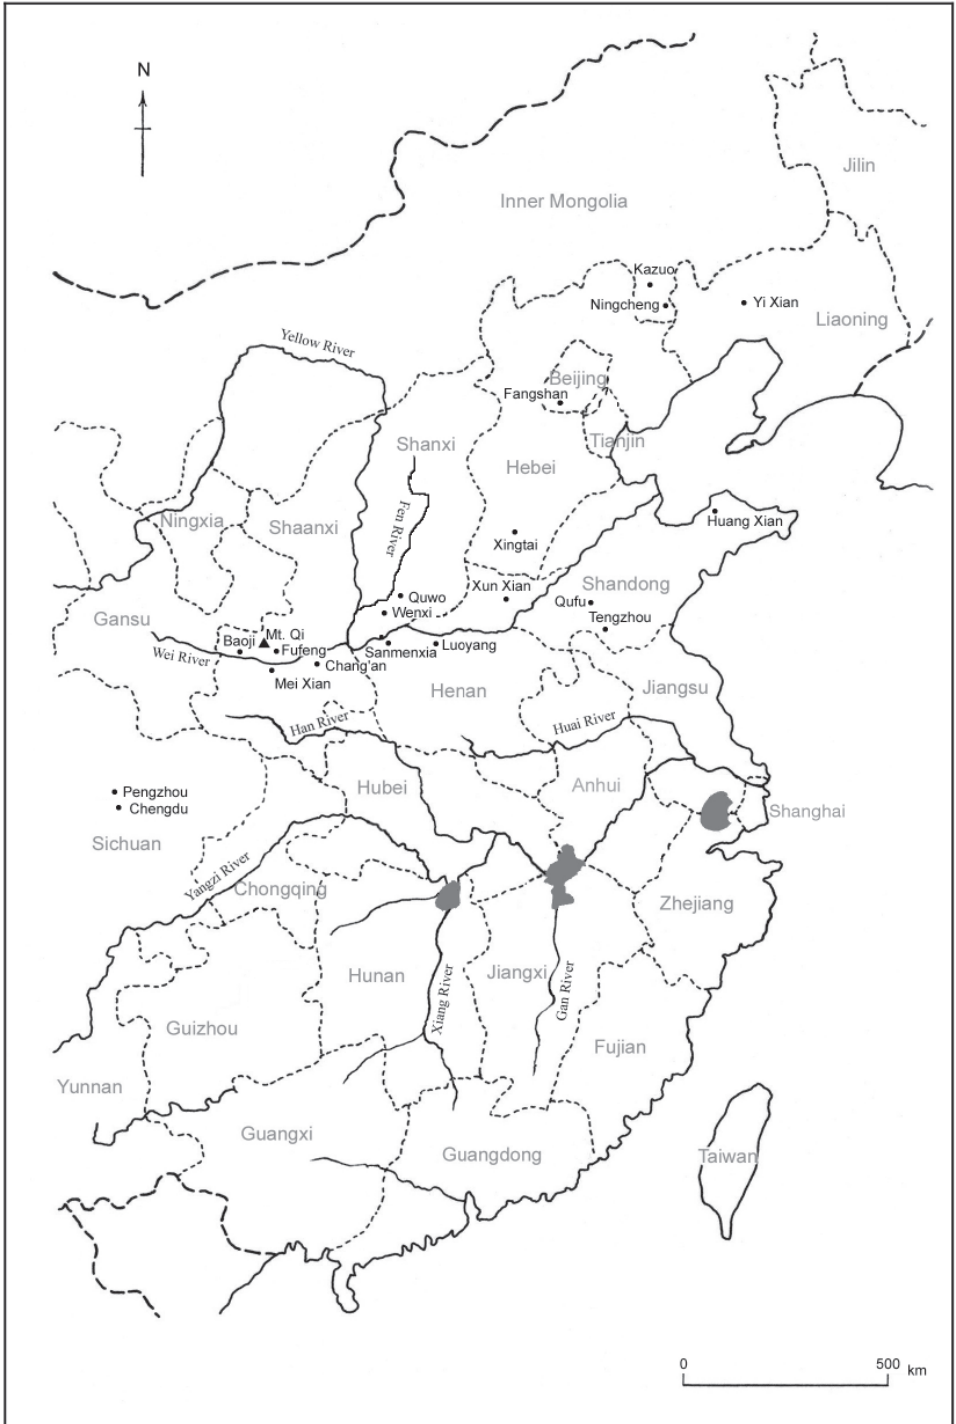 N
Jilin
Inner Mongolia
Kazuo
Ningcheng
Yi Xian
Liaoning
Yellow River
Beijing
Fangshan
Shanxi
Tianjin
Hebei
Fen River
Ningxia
Shaanxi
Huang Xian
Xingtai
Shandong
Xun Xian
Quwo
Qufu
Wenxi
Tengzhou
Gansu
Baoji
Mt. Qi
Fufeng
Luoyang
Sanmenxia
Wei River
Chang'an
Mei Xian
Henan
Jiangsu
Han River
Huai River
Hubei
Anhui
Pengzhou
Chengdu
Shanghai
Sichuan
Yangzi River
Chongqing
Zhejiang
Hunan
Jiangxi
Xiang River
Gan River
Guizhou
Fujian
Yunnan
Guangxi
Guangdong
Taiwan
0 500 km